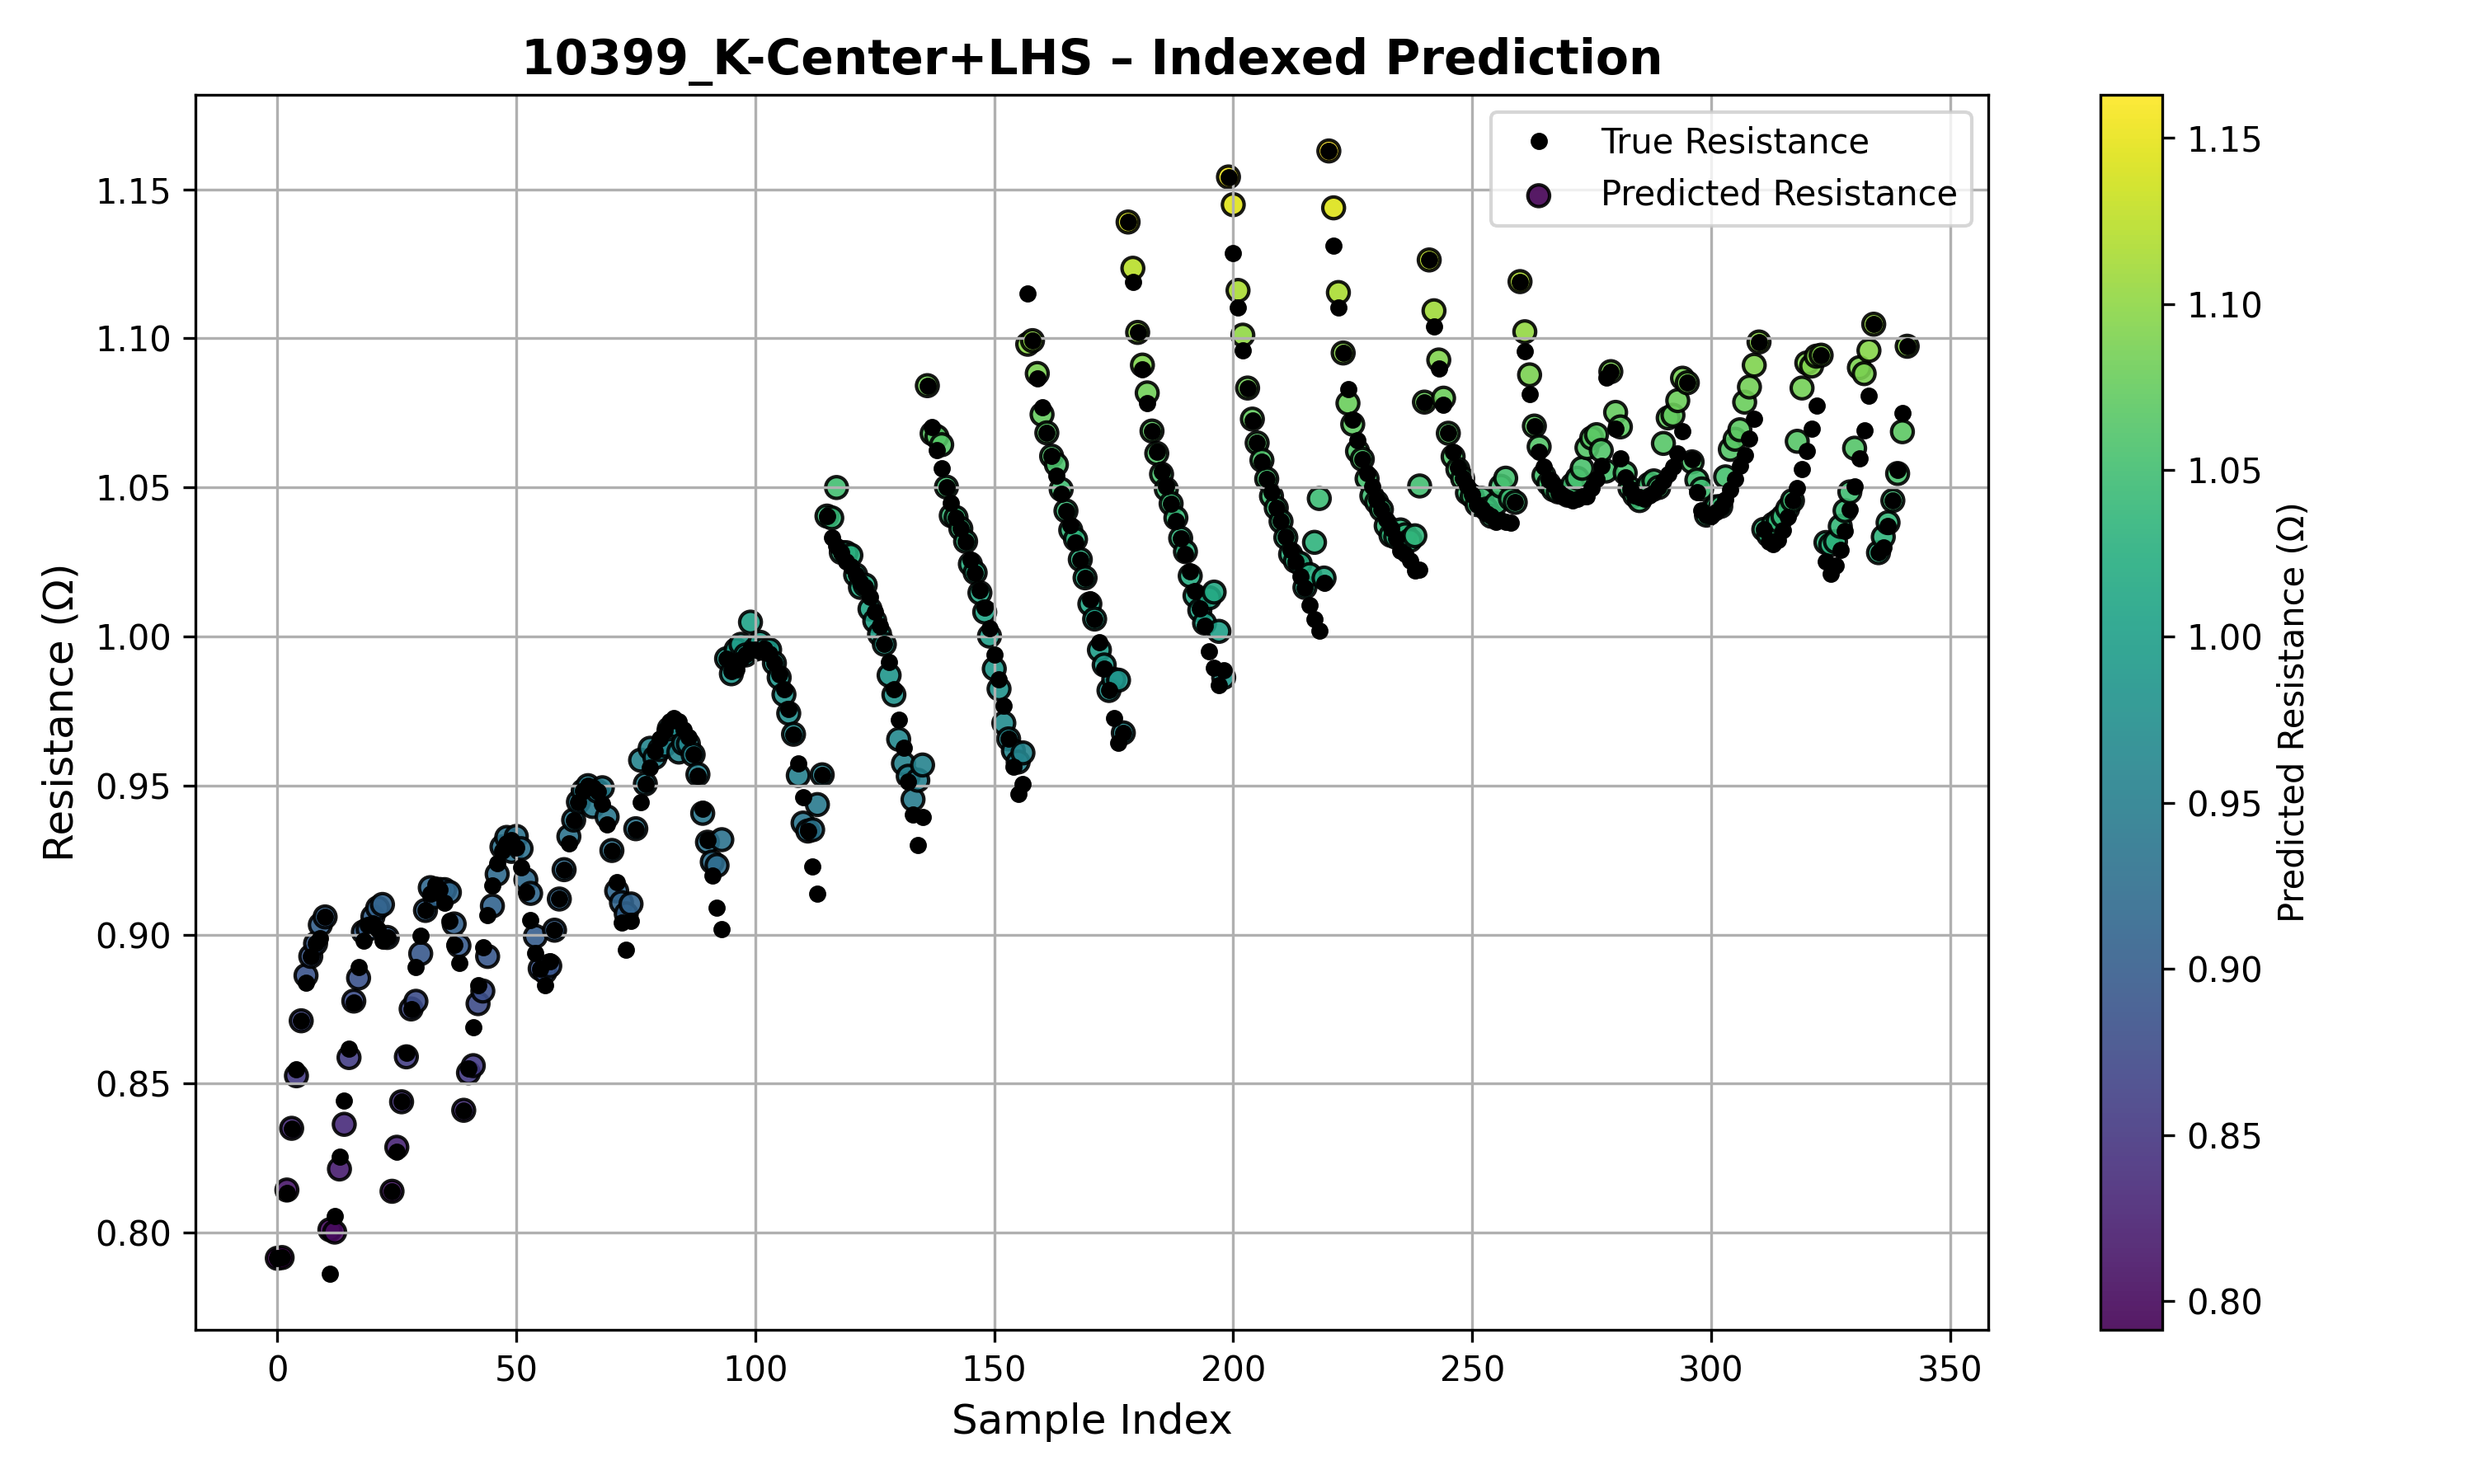 10399_K-Center+LHS – Indexed Prediction
True Resistance
Predicted Resistance
Resistance (Ω)
1.15
1.10
1.05
1.00
0.95
0.90
0.85
0.80
0 50 100 150 200 250 300 350
Sample Index
1.15
1.10
1.05
1.00
0.95
0.90
0.85
0.80
Predicted Resistance (Ω)